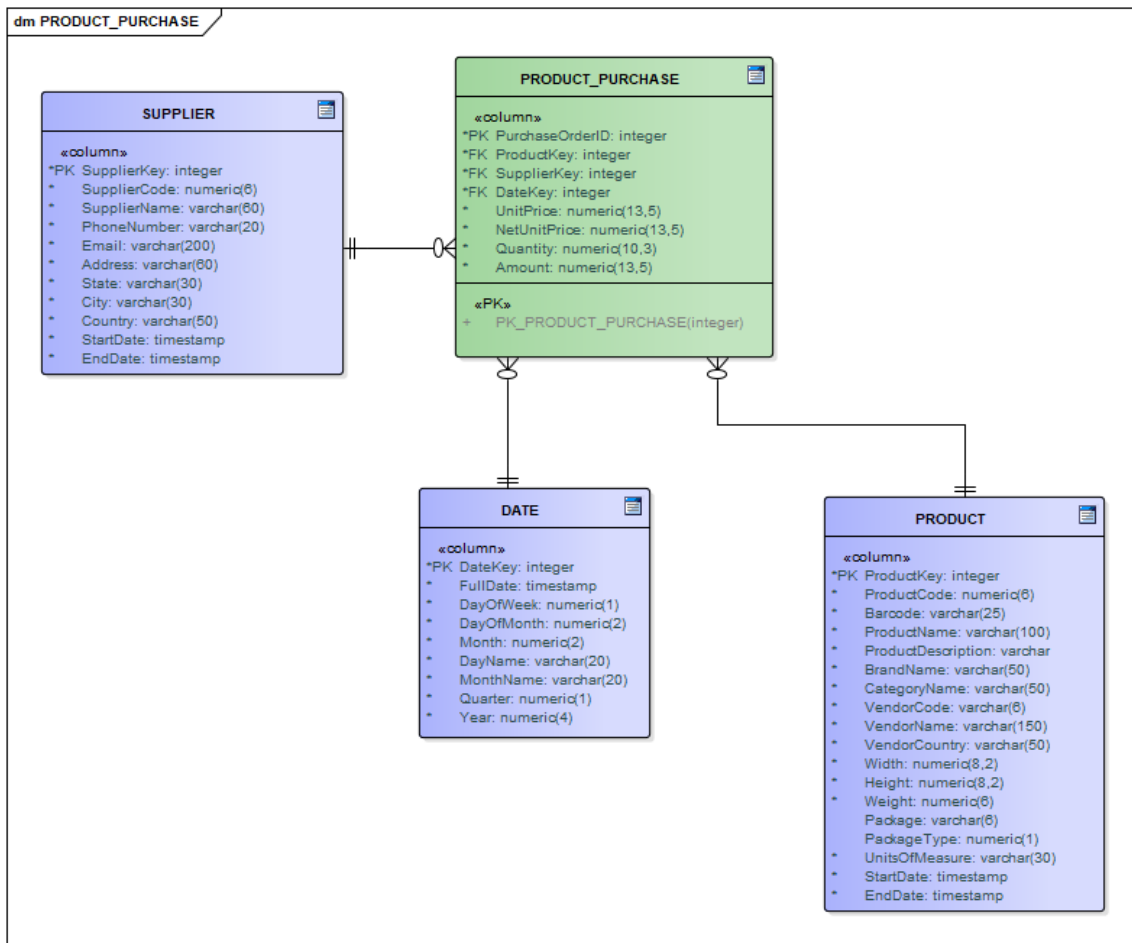 dm PRODUCT_PURCHASE
SUPPLIER
«column»
*PK SupplierKey: integer
* SupplierCode: numeric(6)
* SupplierName: varchar(60)
* PhoneNumber: varchar(20)
* Email: varchar(200)
* Address: varchar(60)
* State: varchar(30)
* City: varchar(30)
* Country: varchar(50)
* StartDate: timestamp
* EndDate: timestamp
PRODUCT_PURCHASE
«column»
*PK PurchaseOrderID: integer
*FK ProductKey: integer
*FK SupplierKey: integer
*FK DateKey: integer
* UnitPrice: numeric(13,5)
* NetUnitPrice: numeric(13,5)
* Quantity: numeric(10,3)
* Amount: numeric(13,5)
«PK»
+ PK_PRODUCT_PURCHASE(integer)
DATE
«column»
*PK DateKey: integer
* FullDate: timestamp
* DayOfWeek: numeric(1)
* DayOfMonth: numeric(2)
* Month: numeric(2)
* DayName: varchar(20)
* MonthName: varchar(20)
* Quarter: numeric(1)
* Year: numeric(4)
PRODUCT
«column»
*PK ProductKey: integer
* ProductCode: numeric(6)
* Barcode: varchar(25)
* ProductName: varchar(100)
* ProductDescription: varchar
* BrandName: varchar(50)
* CategoryName: varchar(50)
* VendorCode: varchar(6)
* VendorName: varchar(150)
* VendorCountry: varchar(50)
* Width: numeric(8,2)
* Height: numeric(8,2)
* Weight: numeric(6)
Package: varchar(6)
PackageType: numeric(1)
* UnitsOfMeasure: varchar(30)
* StartDate: timestamp
* EndDate: timestamp